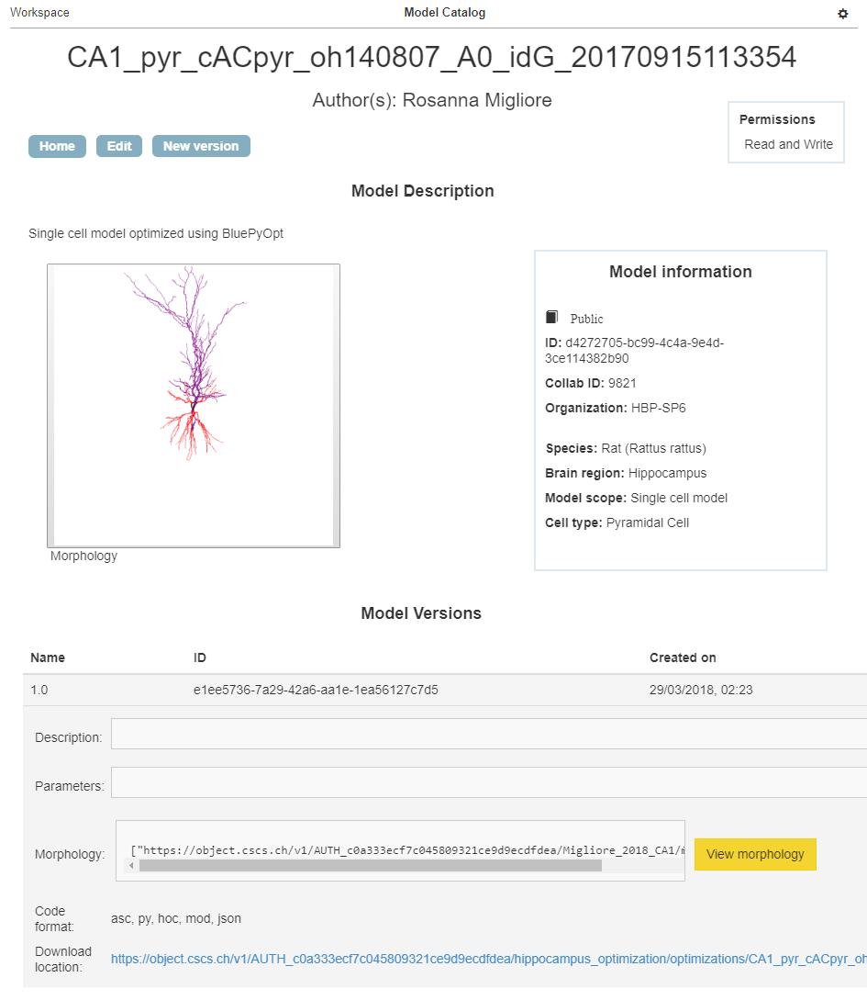 Workspace
Model Catalog
CA1_pyr_cACpyr_oh140807_A0_idG_20170915113354
Author(s): Rosanna Migliore
Permissions
Read and Write
Home
Edit
New version
Model Description
Single cell model optimized using BluePyOpt
Morphology
Model information
Public
ID: d4272705-bc99-4c4a-9e4d-
3ce114382b90
Collab ID: 9821
Organization: HBP-SP6
Species: Rat (Rattus rattus)
Brain region: Hippocampus
Model scope: Single cell model
Cell type: Pyramidal Cell
Model Versions
Name ID Created on
1.0 e1ee5736-7a29-42a6-aa1e-1ea56127c7d5 29/03/2018, 02:23
Description:
Parameters:
Morphology: ["https://object.cscs.ch/v1/AUTH_c0a333ecf7c045809321ce9d9ecdfdea/Migliore_2018_CA1/m View morphology
Code
format: asc, py, hoc, mod, json
Download
location: https://object.cscs.ch/v1/AUTH_c0a333ecf7c045809321ce9d9ecdfdea/hippocampus_optimization/optimizations/CA1_pyr_cACpyr_oh